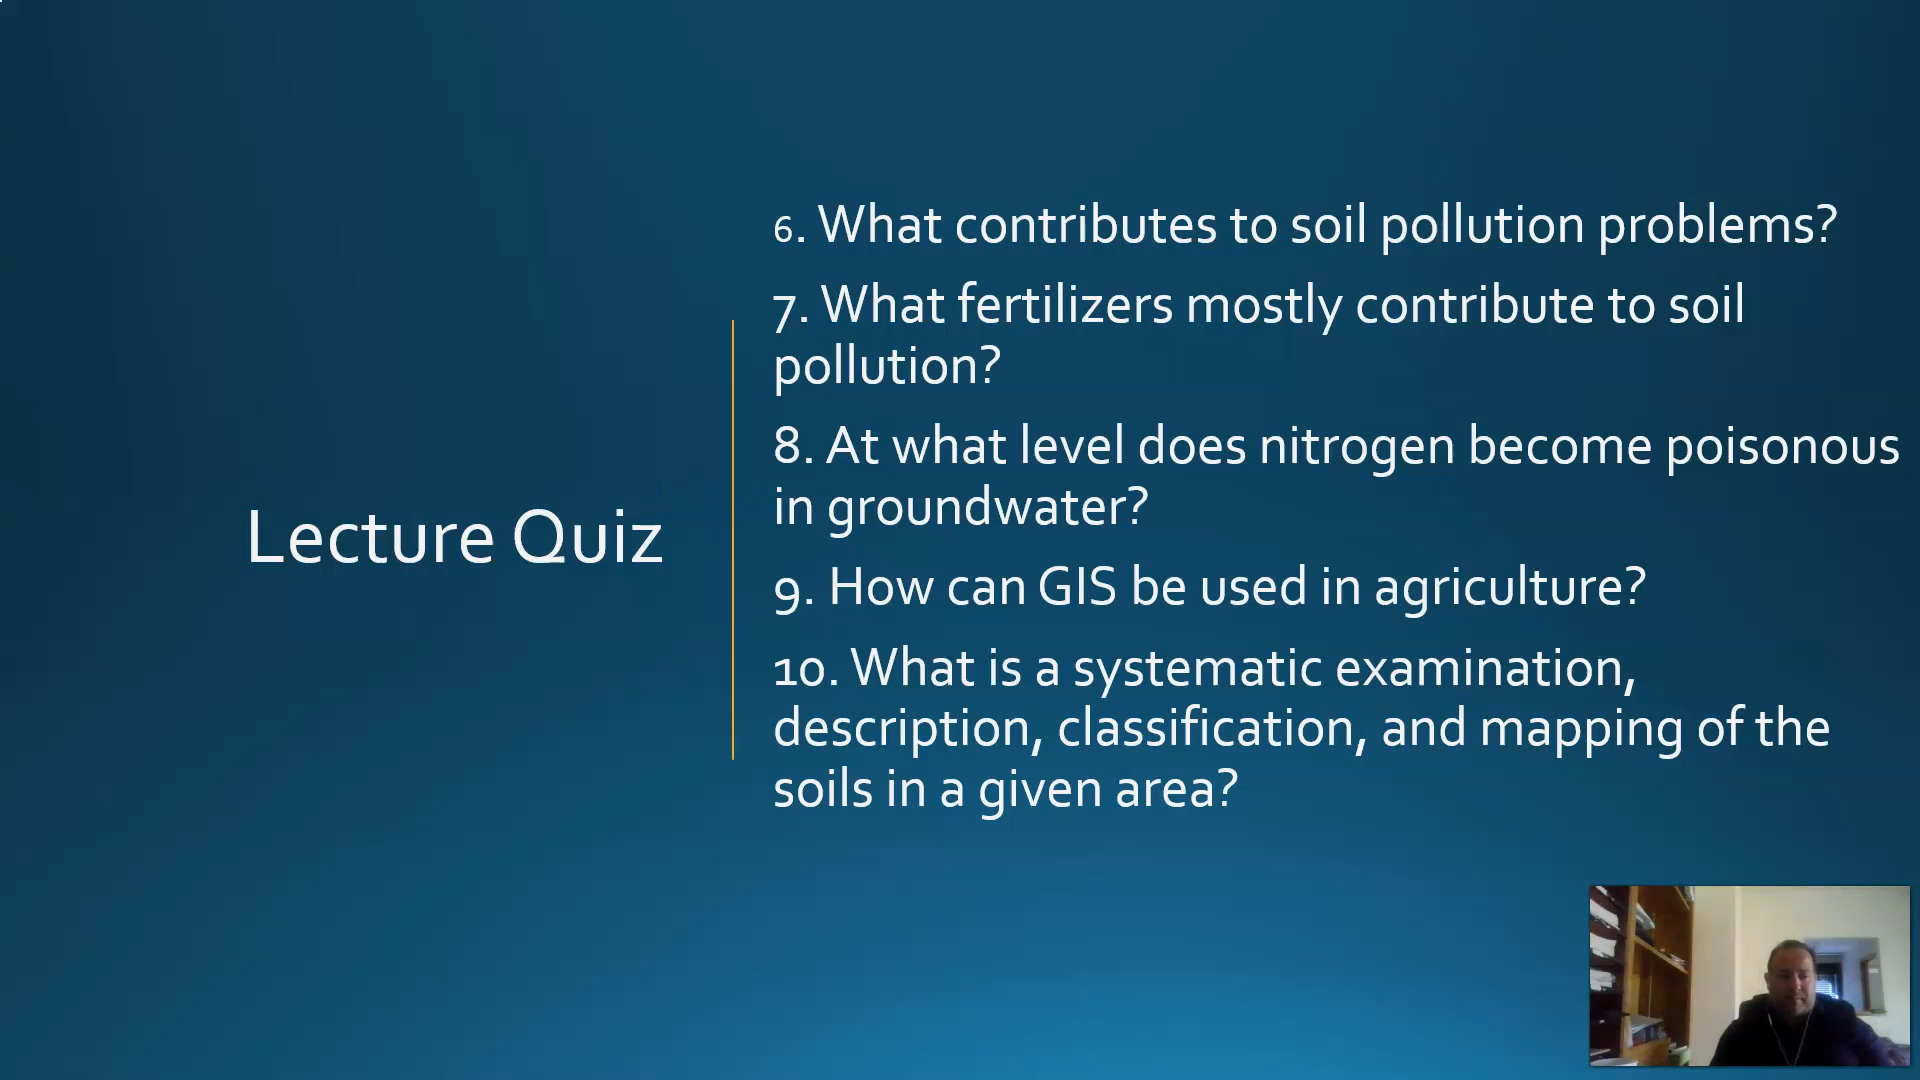 Lecture Quiz
6. What contributes to soil pollution problems?
7. What fertilizers mostly contribute to soil
pollution?
8. At what level does nitrogen become poisonous
in groundwater?
9. How can GIS be used in agriculture?
10. What is a systematic examination,
description, classification, and mapping of the
soils in a given area?